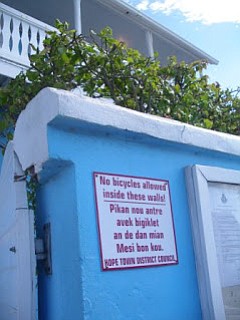 No bicycles allowed
inside these walls!
Pikan nou antre
avek bigiklet
an de dan mian
Mesi bon kou.
HOPE TOWN DISTRICT COUNCIL